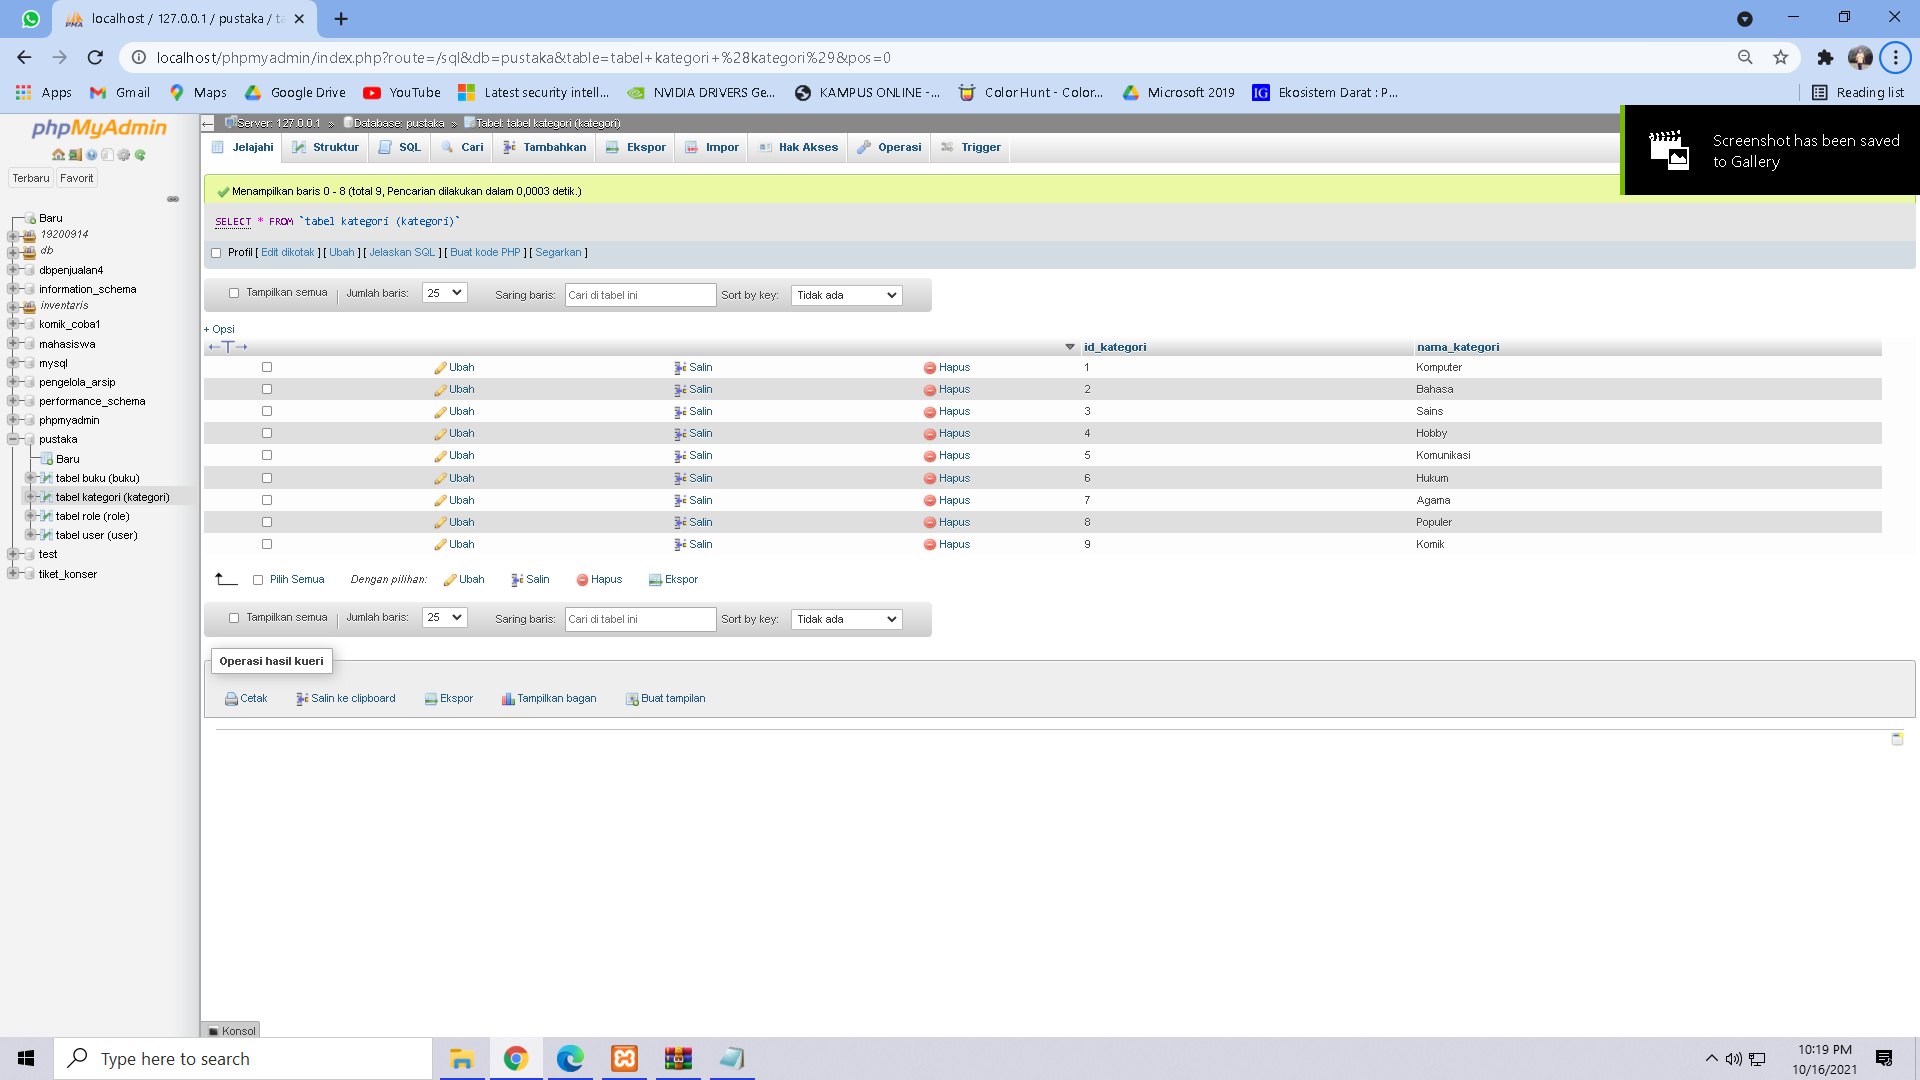 localhost / 127.0.0.1 / pustaka / ta
localhost/phpmyadmin/index.php?route=/sql&db=pustaka&table=tabel+kategori+%28kategori%29&pos=0
Apps Gmail Maps Google Drive YouTube Latest security intell... NVIDIA DRIVERS Ge... KAMPUS ONLINE -... Color Hunt - Color... Microsoft 2019 IG Ekosistem Darat : P... Reading list
phpMyAdmin
Terbaru Favorit
Baru
19200914
db
dbpenjualan4
information_schema
inventaris
komik_coba1
mahasiswa
mysql
pengelola_arsip
performance_schema
phpmyadmin
pustaka
Baru
tabel buku (buku)
tabel kategori (kategori)
tabel role (role)
tabel user (user)
test
tiket_konser
Server: 127.0.0.1 » Database: pustaka » Tabel: tabel kategori (kategori)
Jelajahi Struktur SQL Cari Tambahkan Ekspor Impor Hak Akses Operasi Trigger
Screenshot has been saved
to Gallery
Menampilkan baris 0 - 8 (total 9, Pencarian dilakukan dalam 0,0003 detik.)
SELECT * FROM `tabel kategori (kategori)`
Profil [ Edit dikotak ] [ Ubah ] [ Jelaskan SQL ] [ Buat kode PHP ] [ Segarkan ]
Tampilkan semua Jumlah baris: 25 Saring baris: Cari di tabel ini Sort by key: Tidak ada
+ Opsi
←T→ id_kategori nama_kategori
Ubah Salin Hapus 1 Komputer
Ubah Salin Hapus 2 Bahasa
Ubah Salin Hapus 3 Sains
Ubah Salin Hapus 4 Hobby
Ubah Salin Hapus 5 Komunikasi
Ubah Salin Hapus 6 Hukum
Ubah Salin Hapus 7 Agama
Ubah Salin Hapus 8 Populer
Ubah Salin Hapus 9 Komik
Pilih Semua Dengan pilihan: Ubah Salin Hapus Ekspor
Tampilkan semua Jumlah baris: 25 Saring baris: Cari di tabel ini Sort by key: Tidak ada
Operasi hasil kueri
Cetak Salin ke clipboard Ekspor Tampilkan bagan Buat tampilan
Konsol
Type here to search
10:19 PM
10/16/2021